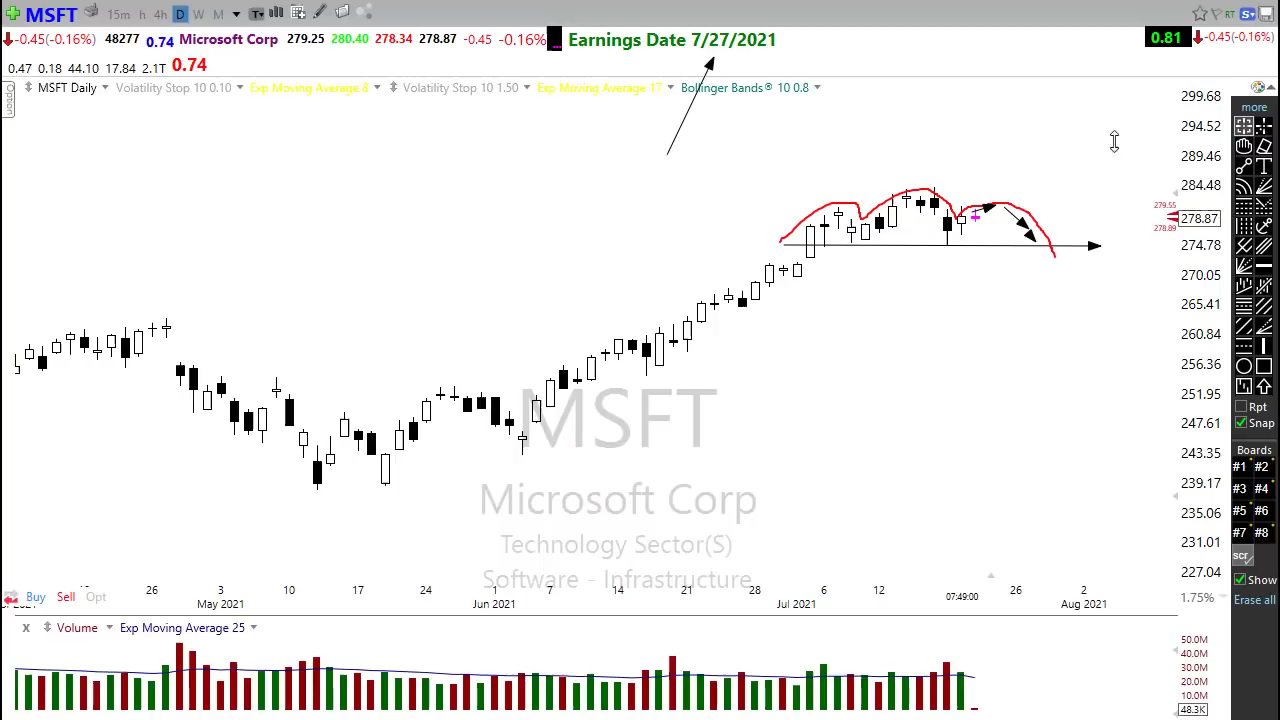 MSFT 15m h 4h D W M T
-0.45(-0.16%) 48277 0.74 Microsoft Corp 279.25 280.40 278.34 278.87 -0.45 -0.16% Earnings Date 7/27/2021 0.81 -0.45(-0.16%)
0.47 0.18 44.10 17.84 2.1T 0.74
RT
S
Option
MSFT Daily Volatility Stop 10 0.10 Exp Moving Average 8 Volatility Stop 10 1.50 Exp Moving Average 17 Bollinger Bands® 10 0.8
299.68
294.52
289.46
284.48
279.55
278.87
278.89
274.78
270.05
265.41
260.84
256.36
251.95
247.61
243.35
239.17
235.06
231.01
227.04
1.75%
more
T
Rpt
Snap
Boards
#1 #2
#3 #4
#5 #6
#7 #8
scr
Show
Erase all
MSFT
Microsoft Corp
Technology Sector(S)
Software - Infrastructure
Buy Sell Opt
26 3 10 17 24 1 7 14 21 28 6 12 07:49:00 26 2
May 2021 Jun 2021 Jul 2021 Aug 2021
X Volume Exp Moving Average 25
50.0M
40.0M
30.0M
20.0M
10.0M
48.3K